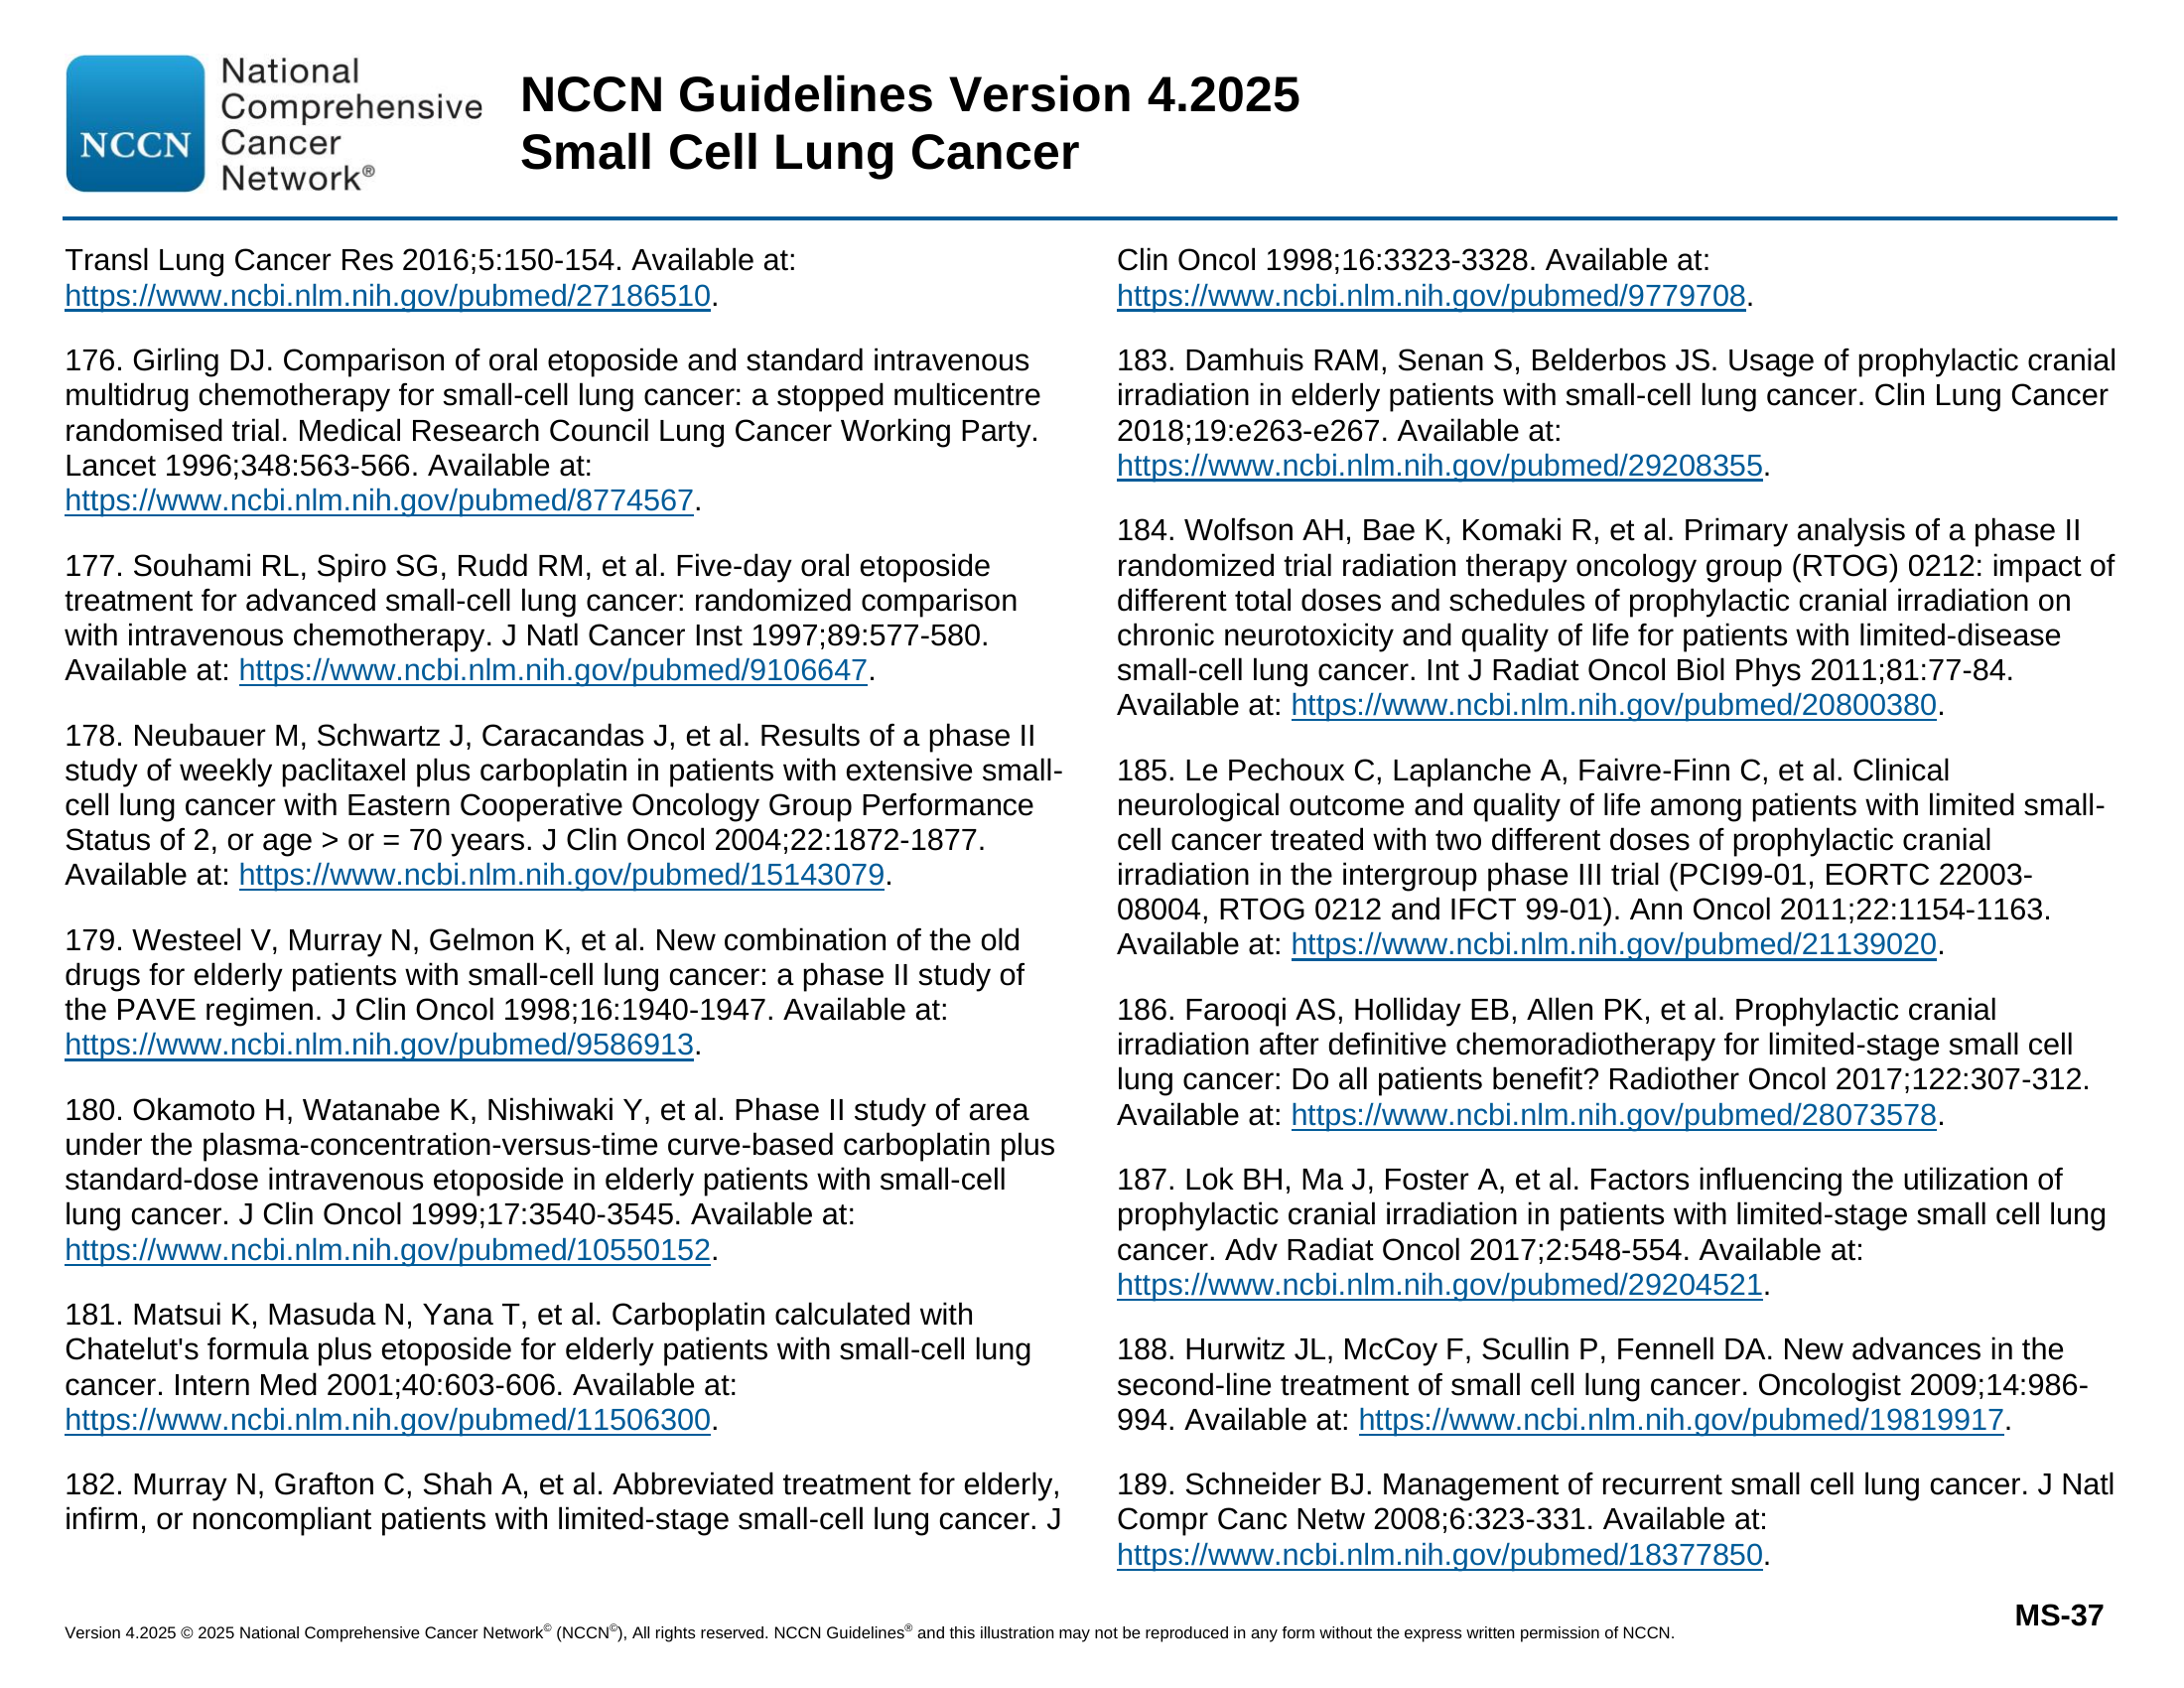 National
Comprehensive
Cancer
Network®
NCCN
NCCN Guidelines Version 4.2025
Small Cell Lung Cancer
Transl Lung Cancer Res 2016;5:150-154. Available at:
https://www.ncbi.nlm.nih.gov/pubmed/27186510.
176. Girling DJ. Comparison of oral etoposide and standard intravenous
multidrug chemotherapy for small-cell lung cancer: a stopped multicentre
randomised trial. Medical Research Council Lung Cancer Working Party.
Lancet 1996;348:563-566. Available at:
https://www.ncbi.nlm.nih.gov/pubmed/8774567.
177. Souhami RL, Spiro SG, Rudd RM, et al. Five-day oral etoposide
treatment for advanced small-cell lung cancer: randomized comparison
with intravenous chemotherapy. J Natl Cancer Inst 1997;89:577-580.
Available at: https://www.ncbi.nlm.nih.gov/pubmed/9106647.
178. Neubauer M, Schwartz J, Caracandas J, et al. Results of a phase II
study of weekly paclitaxel plus carboplatin in patients with extensive small-
cell lung cancer with Eastern Cooperative Oncology Group Performance
Status of 2, or age > or = 70 years. J Clin Oncol 2004;22:1872-1877.
Available at: https://www.ncbi.nlm.nih.gov/pubmed/15143079.
179. Westeel V, Murray N, Gelmon K, et al. New combination of the old
drugs for elderly patients with small-cell lung cancer: a phase II study of
the PAVE regimen. J Clin Oncol 1998;16:1940-1947. Available at:
https://www.ncbi.nlm.nih.gov/pubmed/9586913.
180. Okamoto H, Watanabe K, Nishiwaki Y, et al. Phase II study of area
under the plasma-concentration-versus-time curve-based carboplatin plus
standard-dose intravenous etoposide in elderly patients with small-cell
lung cancer. J Clin Oncol 1999;17:3540-3545. Available at:
https://www.ncbi.nlm.nih.gov/pubmed/10550152.
181. Matsui K, Masuda N, Yana T, et al. Carboplatin calculated with
Chatelut's formula plus etoposide for elderly patients with small-cell lung
cancer. Intern Med 2001;40:603-606. Available at:
https://www.ncbi.nlm.nih.gov/pubmed/11506300.
182. Murray N, Grafton C, Shah A, et al. Abbreviated treatment for elderly,
infirm, or noncompliant patients with limited-stage small-cell lung cancer. J
Clin Oncol 1998;16:3323-3328. Available at:
https://www.ncbi.nlm.nih.gov/pubmed/9779708.
183. Damhuis RAM, Senan S, Belderbos JS. Usage of prophylactic cranial
irradiation in elderly patients with small-cell lung cancer. Clin Lung Cancer
2018;19:e263-e267. Available at:
https://www.ncbi.nlm.nih.gov/pubmed/29208355.
184. Wolfson AH, Bae K, Komaki R, et al. Primary analysis of a phase II
randomized trial radiation therapy oncology group (RTOG) 0212: impact of
different total doses and schedules of prophylactic cranial irradiation on
chronic neurotoxicity and quality of life for patients with limited-disease
small-cell lung cancer. Int J Radiat Oncol Biol Phys 2011;81:77-84.
Available at: https://www.ncbi.nlm.nih.gov/pubmed/20800380.
185. Le Pechoux C, Laplanche A, Faivre-Finn C, et al. Clinical
neurological outcome and quality of life among patients with limited small-
cell cancer treated with two different doses of prophylactic cranial
irradiation in the intergroup phase III trial (PCI99-01, EORTC 22003-
08004, RTOG 0212 and IFCT 99-01). Ann Oncol 2011;22:1154-1163.
Available at: https://www.ncbi.nlm.nih.gov/pubmed/21139020.
186. Farooqi AS, Holliday EB, Allen PK, et al. Prophylactic cranial
irradiation after definitive chemoradiotherapy for limited-stage small cell
lung cancer: Do all patients benefit? Radiother Oncol 2017;122:307-312.
Available at: https://www.ncbi.nlm.nih.gov/pubmed/28073578.
187. Lok BH, Ma J, Foster A, et al. Factors influencing the utilization of
prophylactic cranial irradiation in patients with limited-stage small cell lung
cancer. Adv Radiat Oncol 2017;2:548-554. Available at:
https://www.ncbi.nlm.nih.gov/pubmed/29204521.
188. Hurwitz JL, McCoy F, Scullin P, Fennell DA. New advances in the
second-line treatment of small cell lung cancer. Oncologist 2009;14:986-
994. Available at: https://www.ncbi.nlm.nih.gov/pubmed/19819917.
189. Schneider BJ. Management of recurrent small cell lung cancer. J Natl
Compr Canc Netw 2008;6:323-331. Available at:
https://www.ncbi.nlm.nih.gov/pubmed/18377850.
MS-37
Version 4.2025 © 2025 National Comprehensive Cancer Network© (NCCN©), All rights reserved. NCCN Guidelines® and this illustration may not be reproduced in any form without the express written permission of NCCN.